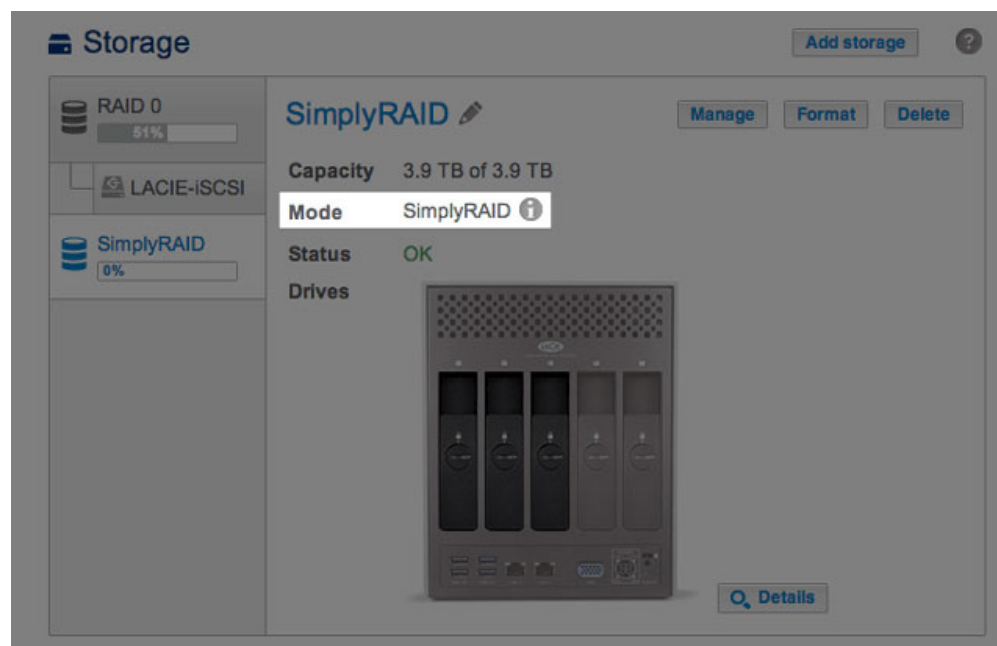 Storage
Add storage
?
RAID 0
51%
LACIE-iSCSI
SimplyRAID
0%
SimplyRAID
Manage
Format
Delete
Capacity 3.9 TB of 3.9 TB
Mode SimplyRAID i
Status OK
Drives
Details